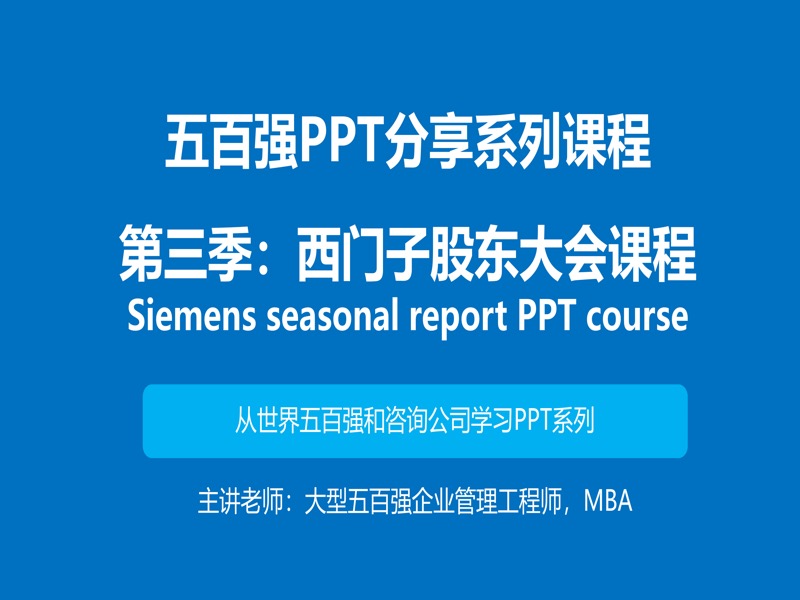 五百强PPT分享系列课程
第三季：西门子股东大会课程
Siemens seasonal report PPT course
从世界五百强和咨询公司学习PPT系列
主讲老师：大型五百强企业管理工程师，MBA